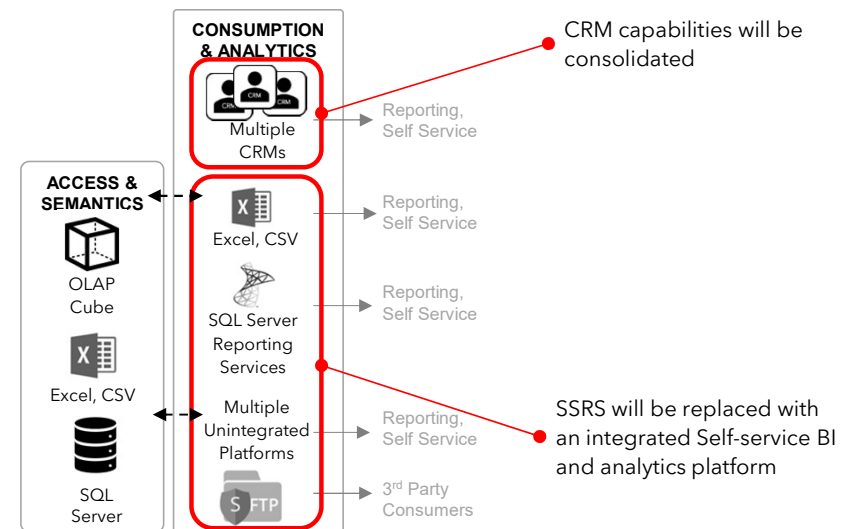 CONSUMPTION
& ANALYTICS
CRM
CRM
CRM
Multiple
CRMs
Reporting,
Self Service
CRM capabilities will be
consolidated
ACCESS &
SEMANTICS
OLAP
Cube
X
Excel, CSV
SQL
Server
X
Excel, CSV
Reporting,
Self Service
SQL Server
Reporting
Services
Reporting,
Self Service
Multiple
Unintegrated
Platforms
Reporting,
Self Service
S FTP
3rd Party
Consumers
SSRS will be replaced with
an integrated Self-service BI
and analytics platform